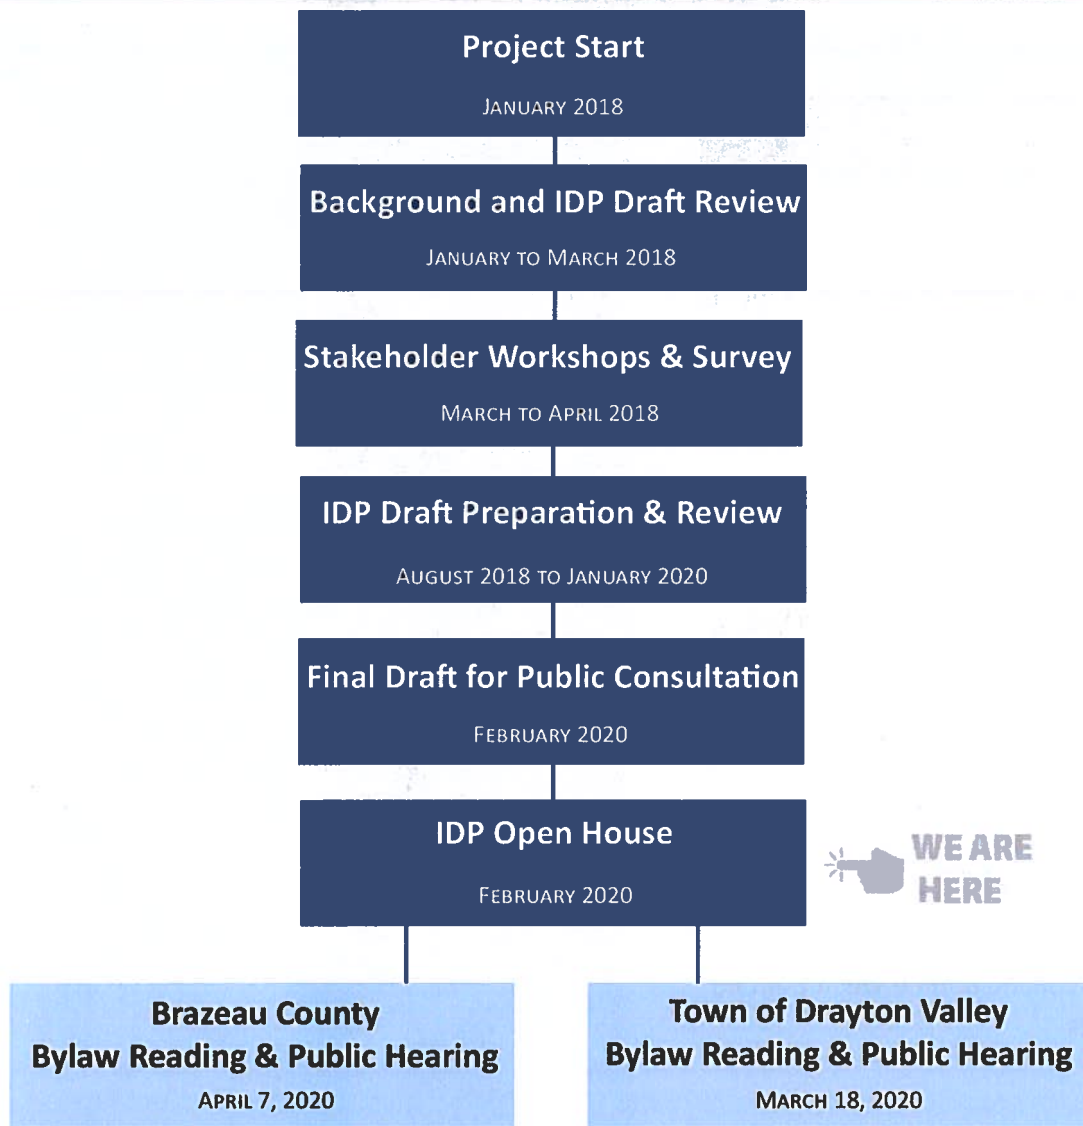 Project Start
JANUARY 2018
Background and IDP Draft Review
JANUARY TO MARCH 2018
Stakeholder Workshops & Survey
MARCH TO APRIL 2018
IDP Draft Preparation & Review
AUGUST 2018 TO JANUARY 2020
Final Draft for Public Consultation
FEBRUARY 2020
IDP Open House
FEBRUARY 2020
WE ARE
HERE
Brazeau County
Bylaw Reading & Public Hearing
APRIL 7, 2020
Town of Drayton Valley
Bylaw Reading & Public Hearing
MARCH 18, 2020